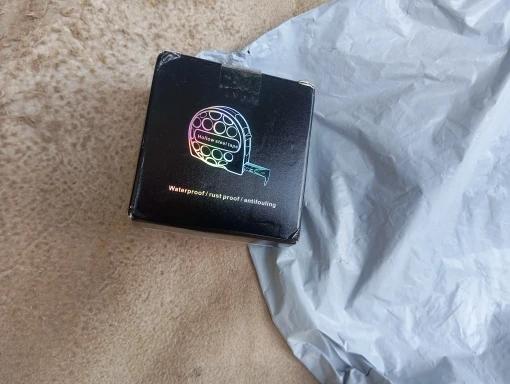 Hollow steel tape
Waterproof / rust proof / antifouling